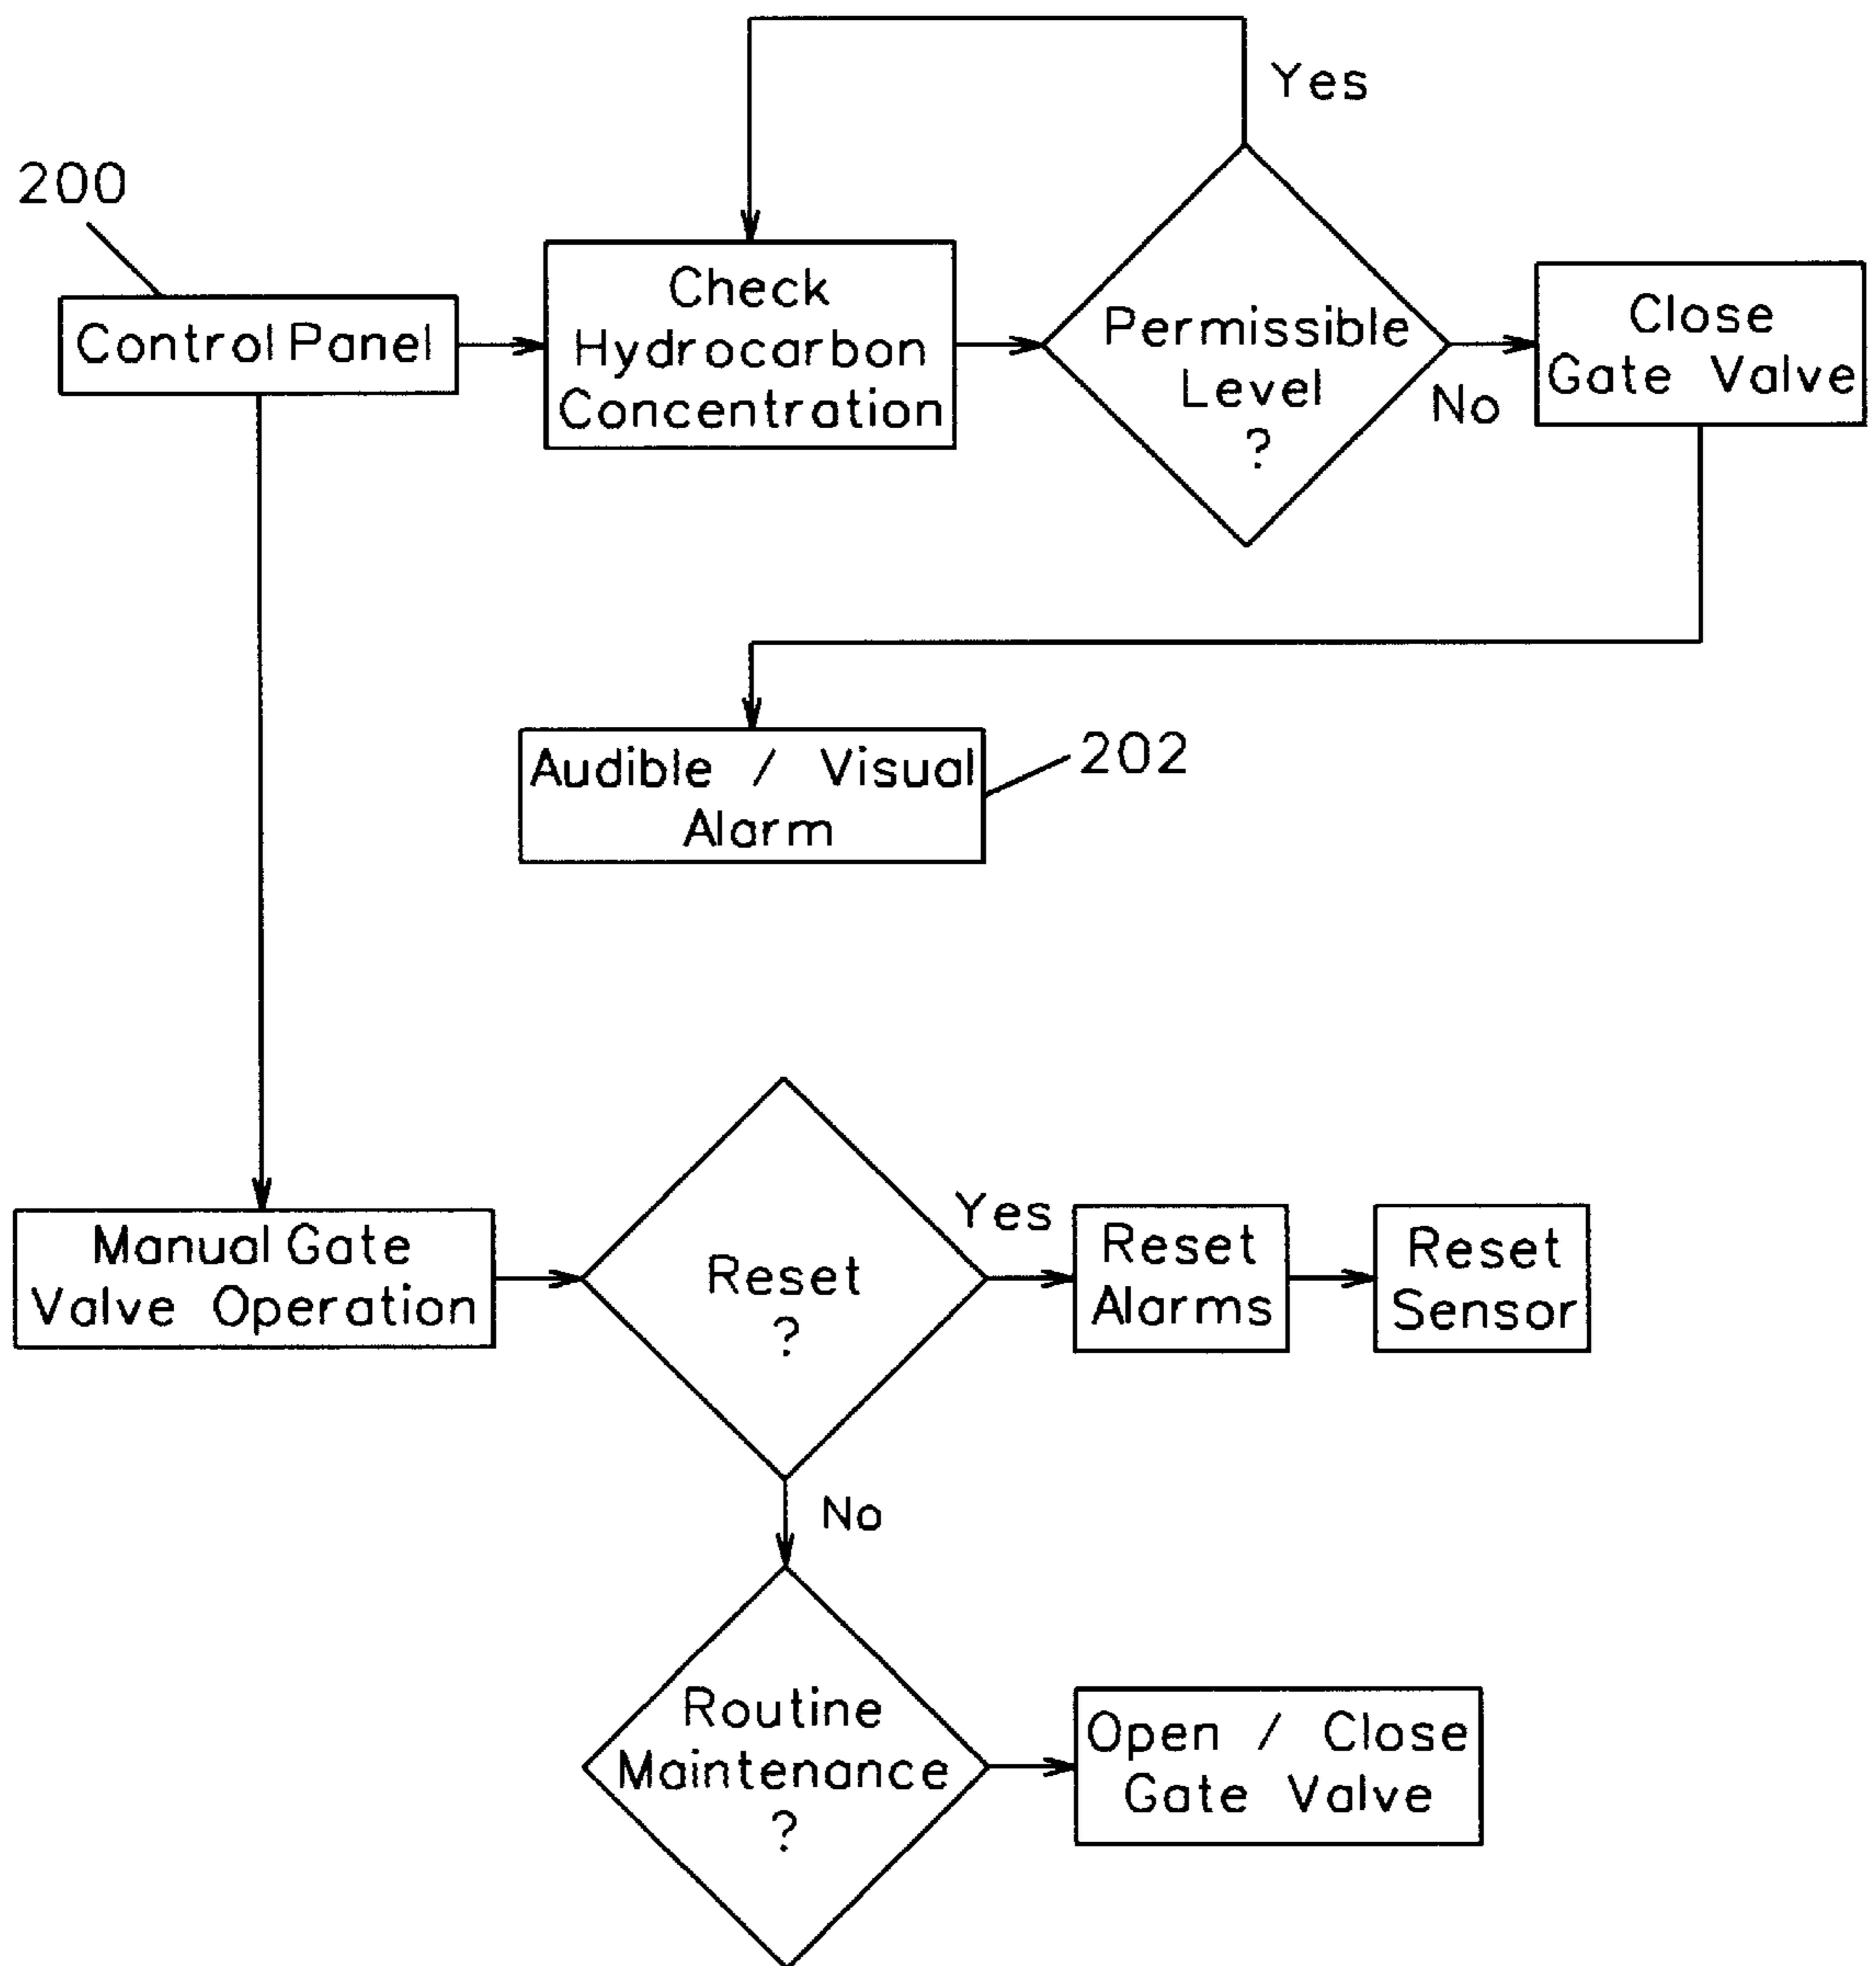 Yes
200
Control Panel
Check
Hydrocarbon
Concentration
Permissible
Level
?
No
Close
Gate Valve
Audible / Visual
Alarm
202
Manual Gate
Valve Operation
Reset
?
Yes
Reset
Alarms
Reset
Sensor
No
Routine
Maintenance
?
Open / Close
Gate Valve